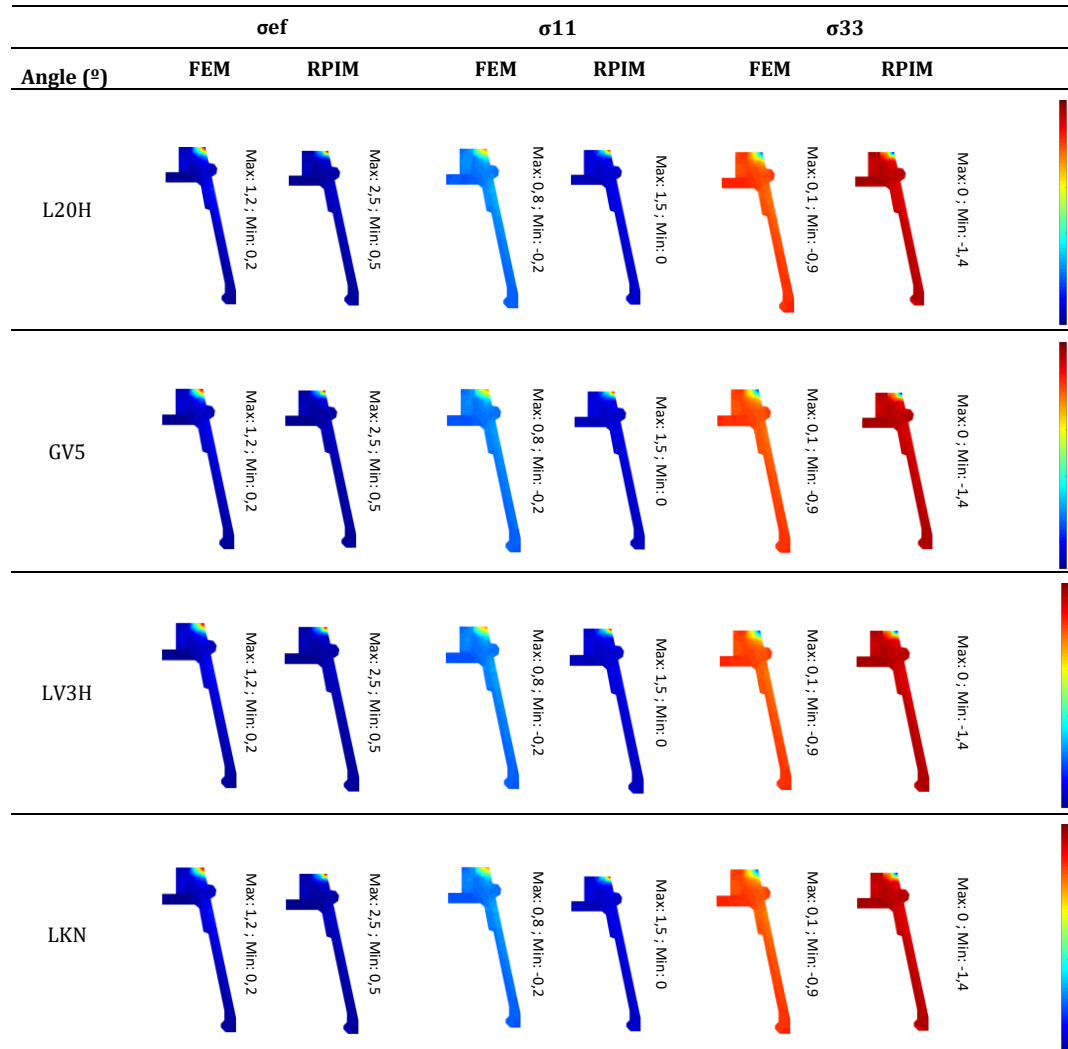 σef σ11 σ33
Angle (º) FEM RPIM FEM RPIM FEM RPIM
L20H
Max: 1,2 ; Min: 0,2
Max: 2,5 ; Min: 0,5
Max: 0,8 ; Min: -0,2
Max: 1,5 ; Min: 0
Max: 0,1 ; Min: -0,9
Max: 0 ; Min: -1,4
GV5
Max: 1,2 ; Min: 0,2
Max: 2,5 ; Min: 0,5
Max: 0,8 ; Min: -0,2
Max: 1,5 ; Min: 0
Max: 0,1 ; Min: -0,9
Max: 0 ; Min: -1,4
LV3H
Max: 1,2 ; Min: 0,2
Max: 2,5 ; Min: 0,5
Max: 0,8 ; Min: -0,2
Max: 1,5 ; Min: 0
Max: 0,1 ; Min: -0,9
Max: 0 ; Min: -1,4
LKN
Max: 1,2 ; Min: 0,2
Max: 2,5 ; Min: 0,5
Max: 0,8 ; Min: -0,2
Max: 1,5 ; Min: 0
Max: 0,1 ; Min: -0,9
Max: 0 ; Min: -1,4